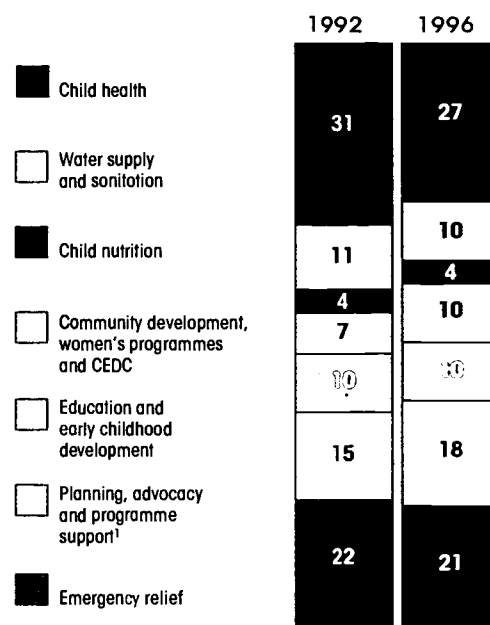 1992 1996
Child health
Water supply
and sanitotion
Child nutrition
Community development,
women's programmes
and CEDC
Education and
early childhood
development
Planning, advocacy
and programme
support¹
Emergency relief
31
11
4
7
10
15
22
27
10
4
10
18
21